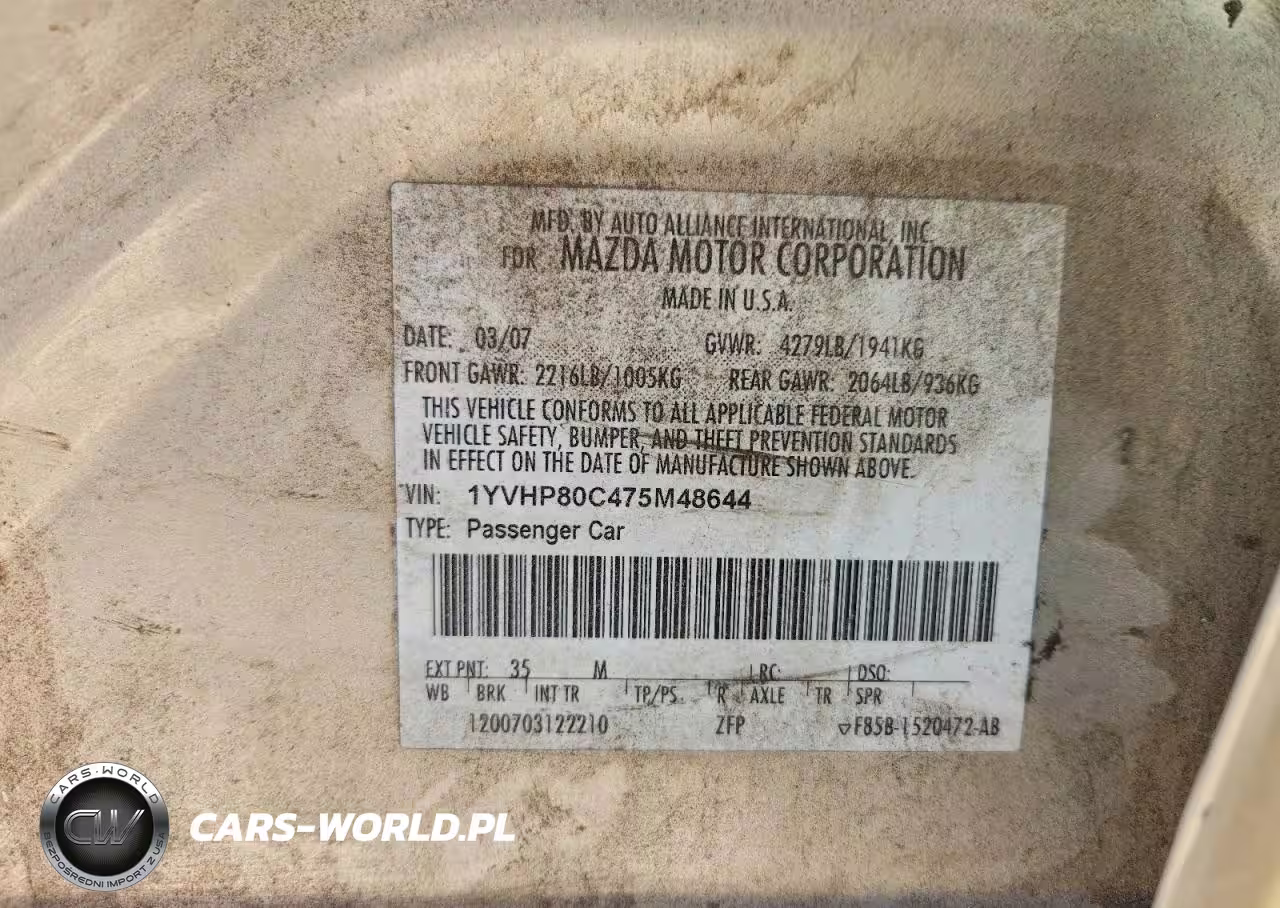 MFD. BY AUTO ALLIANCE INTERNATIONAL, INC.
FOR MAZDA MOTOR CORPORATION
MADE IN U.S.A.
DATE: 03/07 GVWR: 4279LB/1941KG
FRONT GAWR: 2216LB/1005KG REAR GAWR: 2064LB/936KG
THIS VEHICLE CONFORMS TO ALL APPLICABLE FEDERAL MOTOR
VEHICLE SAFETY, BUMPER, AND THEFT PREVENTION STANDARDS
IN EFFECT ON THE DATE OF MANUFACTURE SHOWN ABOVE.
VIN: 1YVHP80C475M48644
TYPE: Passenger Car
EXT PNT: 35 M RC: DSO:
WB BRK INT TR TP/PS R AXLE TR SPR
1200703122210 ZFP F85B-1520472-AB
CARS-WORLD
CW
BEZPOŚREDNI IMPORT Z USA
CARS-WORLD.PL